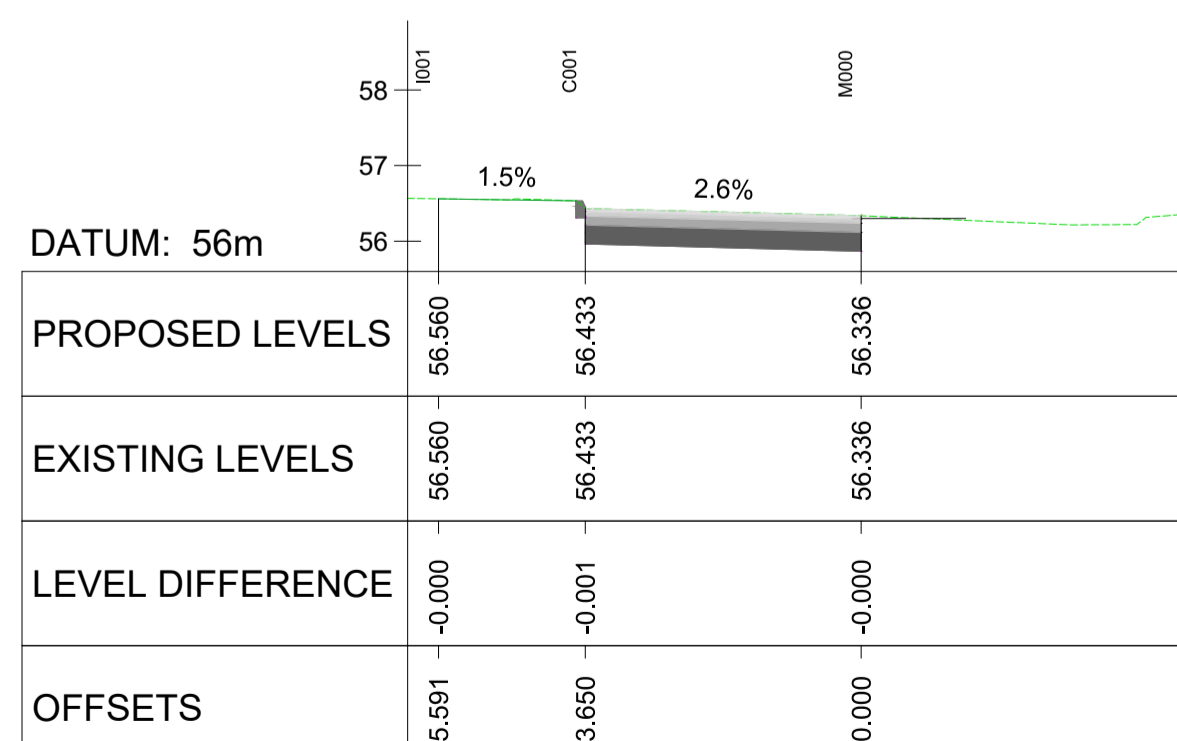 I001 C001 M000
58
57
1.5% 2.6%
56
DATUM: 56m
PROPOSED LEVELS 56.560 56.433 56.336
EXISTING LEVELS 56.560 56.433 56.336
LEVEL DIFFERENCE -0.000 -0.001 -0.000
OFFSETS 5.591 3.650 0.000